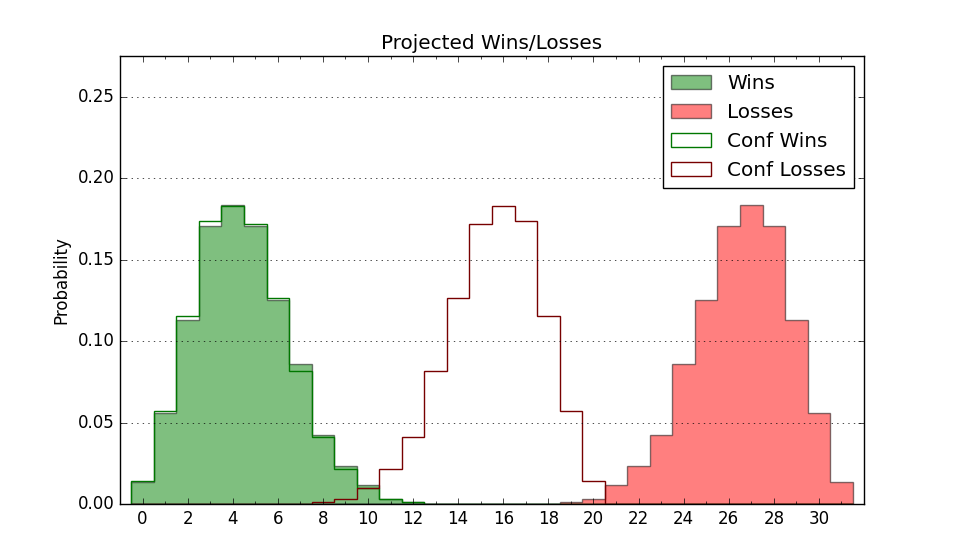 Projected Wins/Losses
Wins
Losses
Conf Wins
Conf Losses
Probability
0.25
0.20
0.15
0.10
0.05
0.00
0 2 4 6 8 10 12 14 16 18 20 22 24 26 28 30